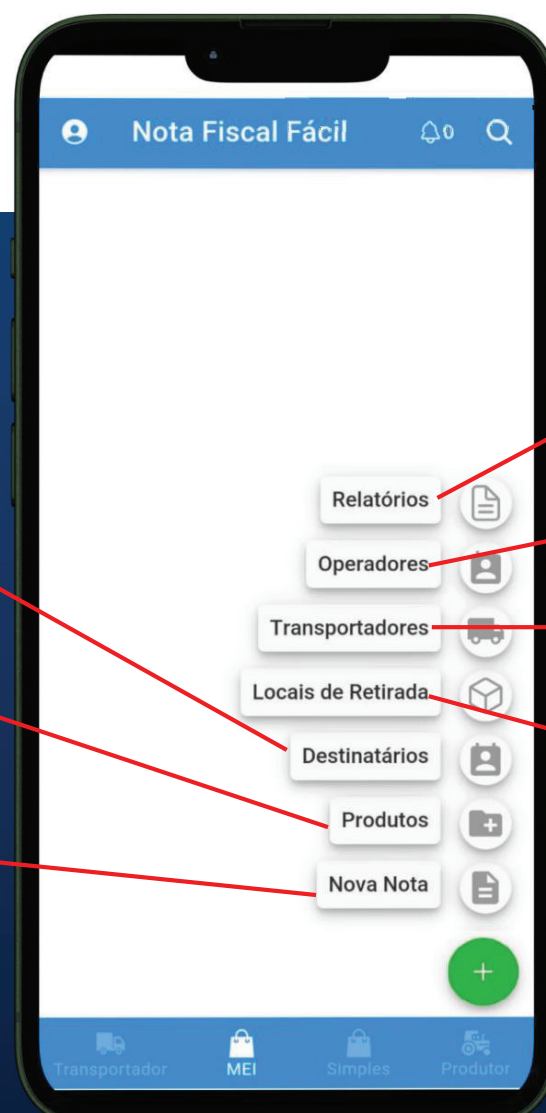 Nota Fiscal Fácil
0
Relatórios
Operadores
Transportadores
Locais de Retirada
Destinatários
Produtos
Nova Nota
Transportador
MEI
Simples
Produtor